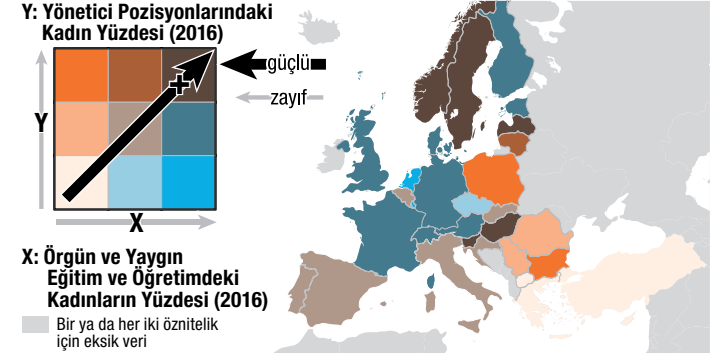 Y: Yönetici Pozisyonlarındaki
Kadın Yüzdesi (2016)
güçlü
zayıf
Y
+
X
X: Örgün ve Yaygın
Eğitim ve Öğretimdeki
Kadınların Yüzdesi (2016)
Bir ya da her iki öznitelik
için eksik veri